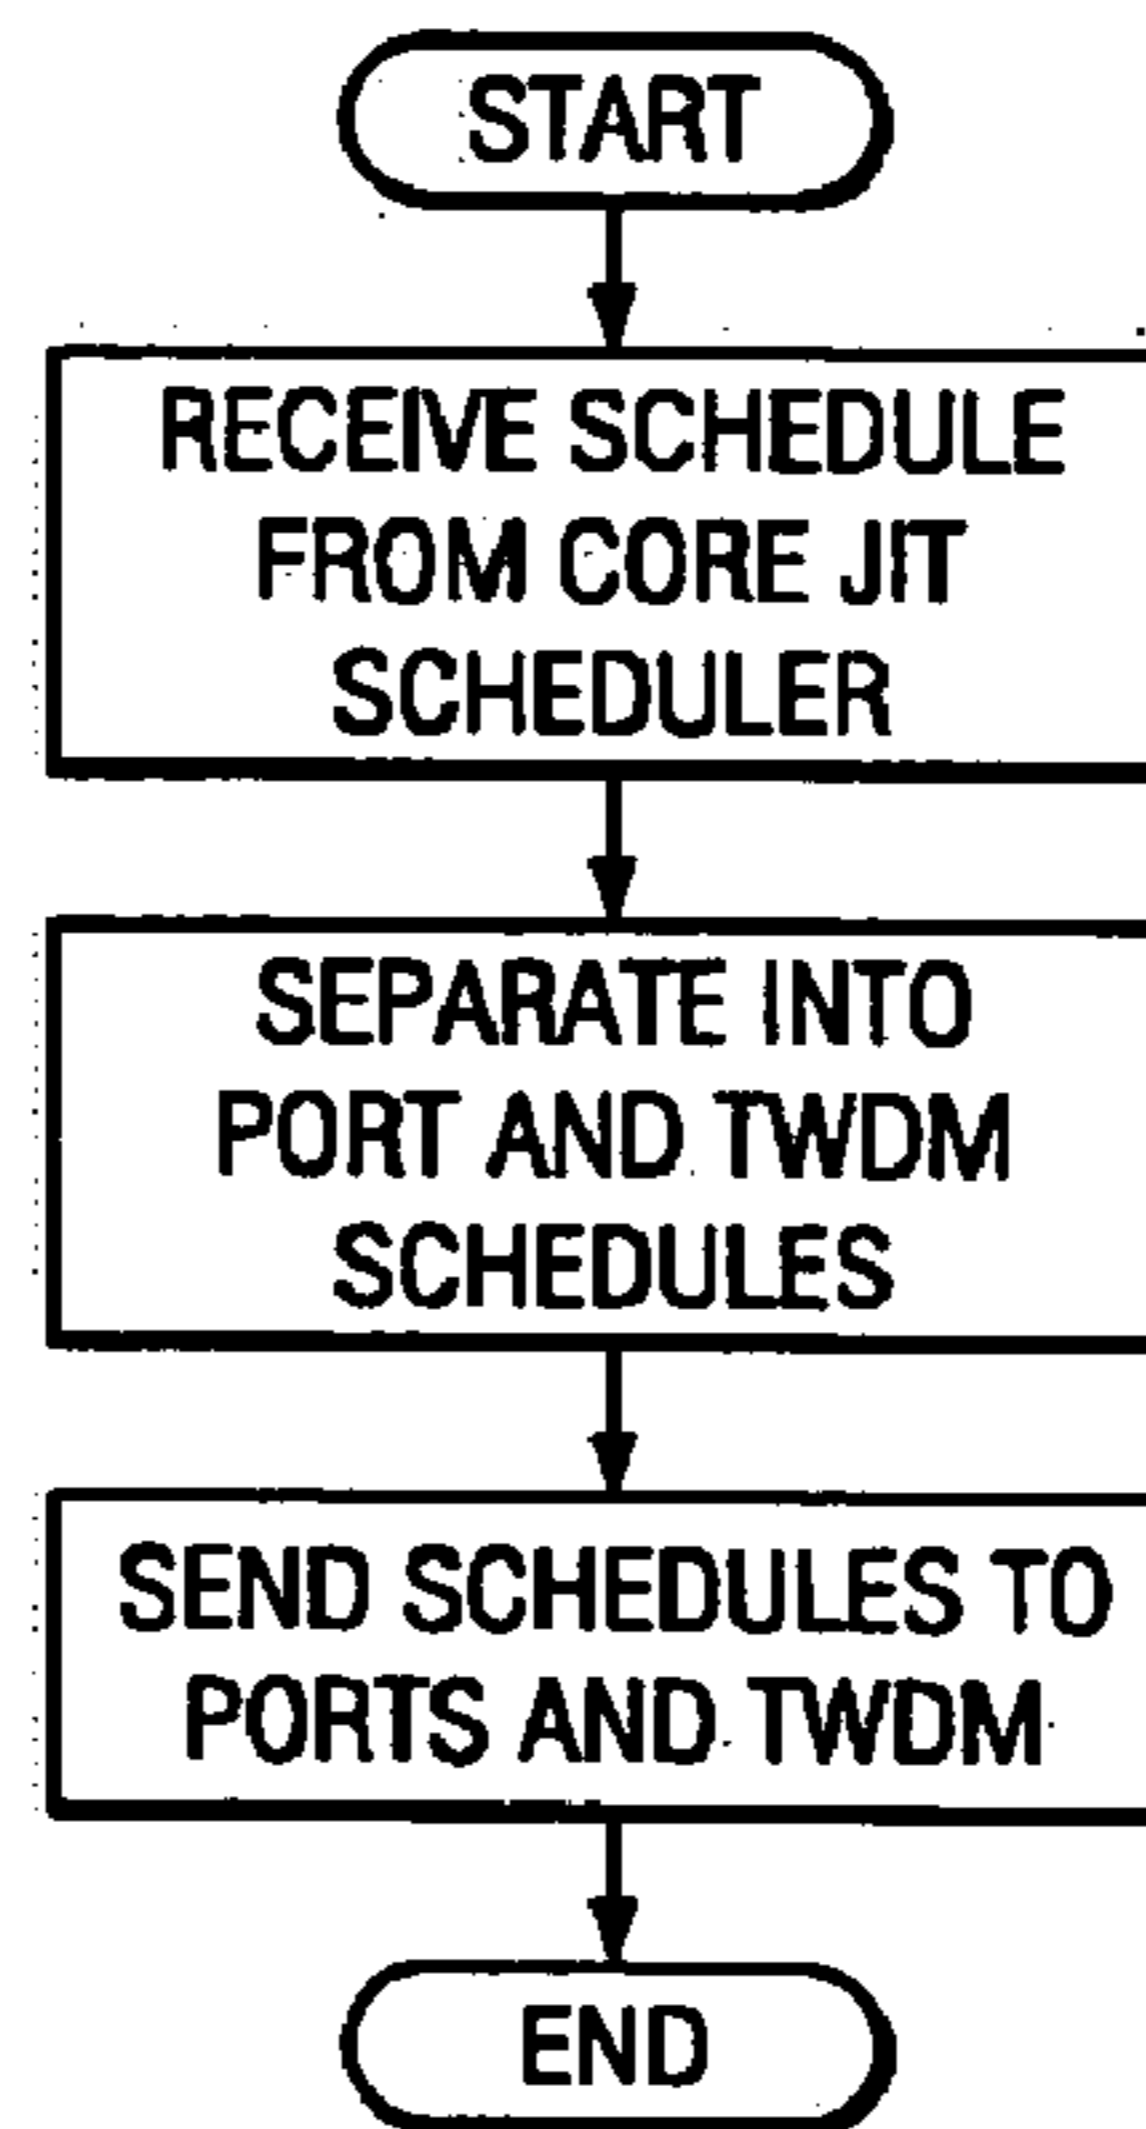 START
RECEIVE SCHEDULE
FROM CORE JIT
SCHEDULER
SEPARATE INTO
PORT AND TWDM
SCHEDULES
SEND SCHEDULES TO
PORTS AND TWDM
END